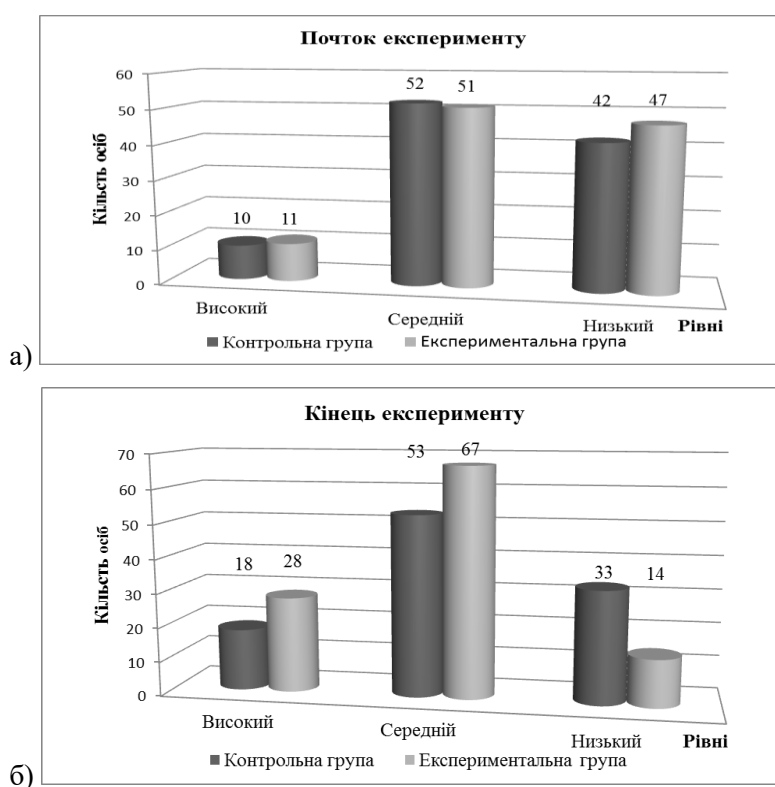 Почток експерименту
Кількість осіб
60
50
40
30
20
10
0
10 11 52 51 42 47
Високий Середній Низький Рівні
Контрольна група Експериментальна група
а)
Кінець експерименту
Кількість осіб
70
60
50
40
30
20
10
0
18 28 53 67 33 14
Високий Середній Низький Рівні
Контрольна група Експериментальна група
б)